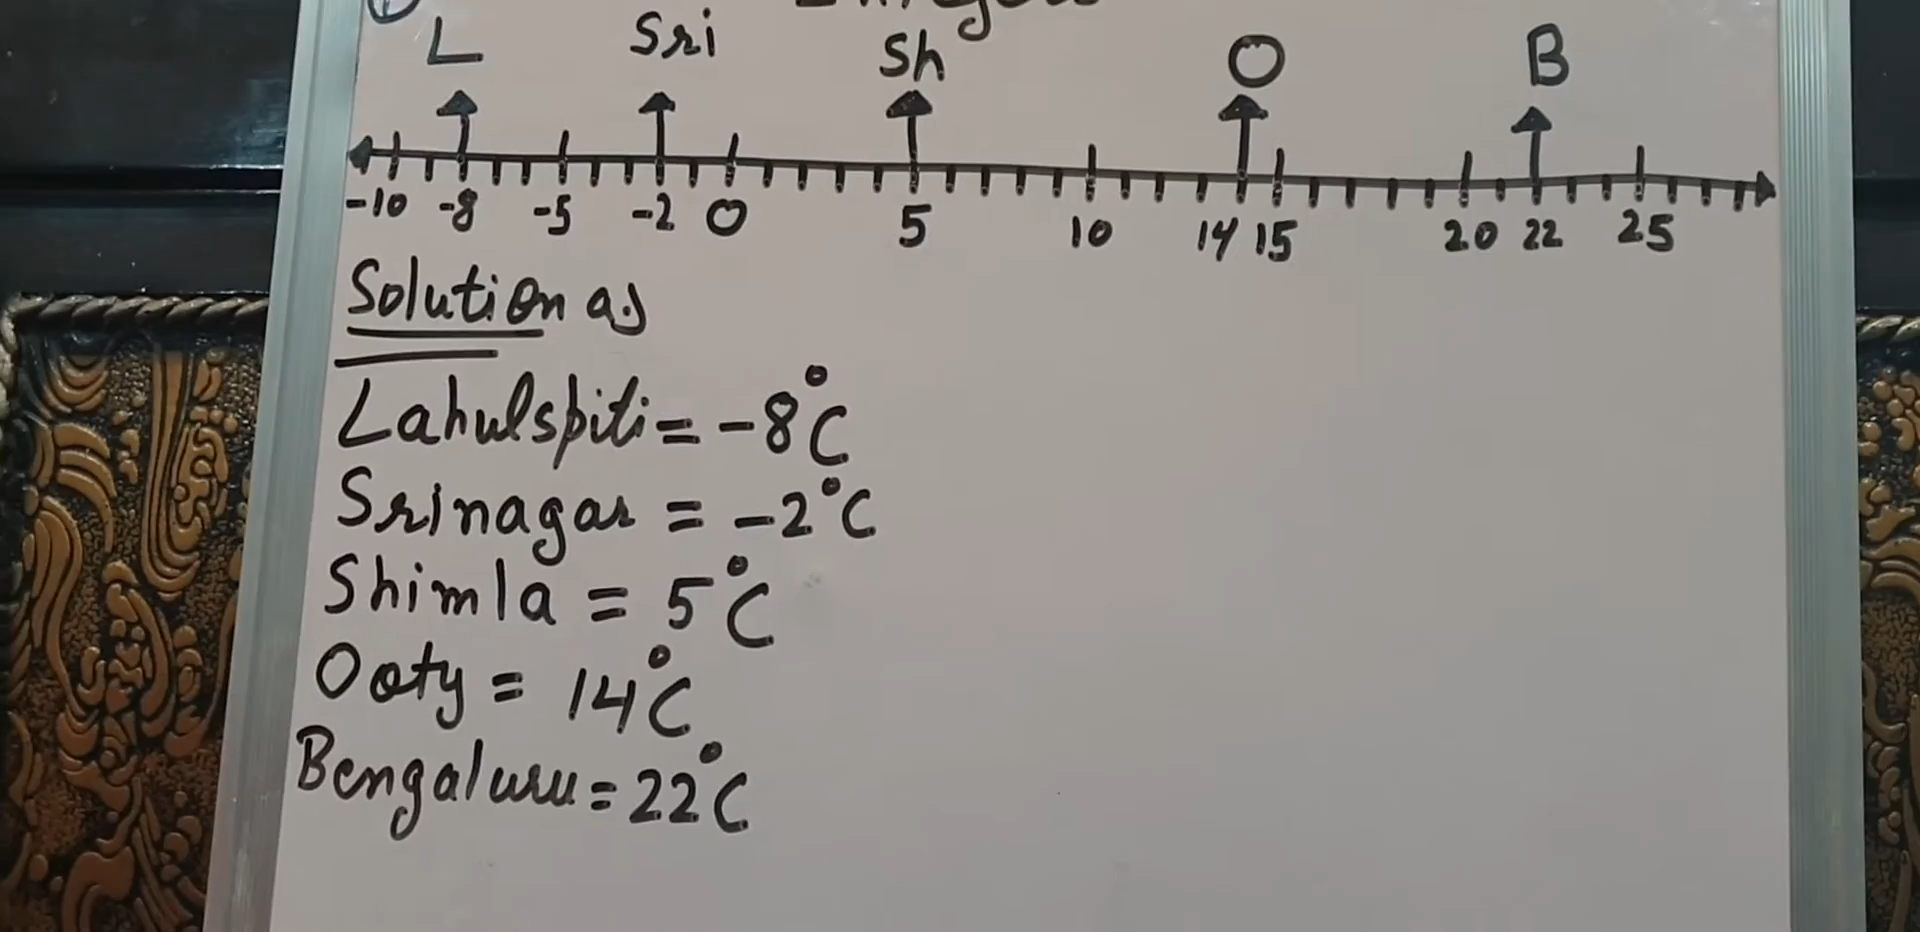 L Sri Sh O B
-10 -8 -5 -2 0 5 10 14 15 20 22 25
Solution a)
Lahulspiti = -8°C
Srinagar = -2°C
Shimla = 5°C
Ooty = 14°C
Bengaluru = 22°C